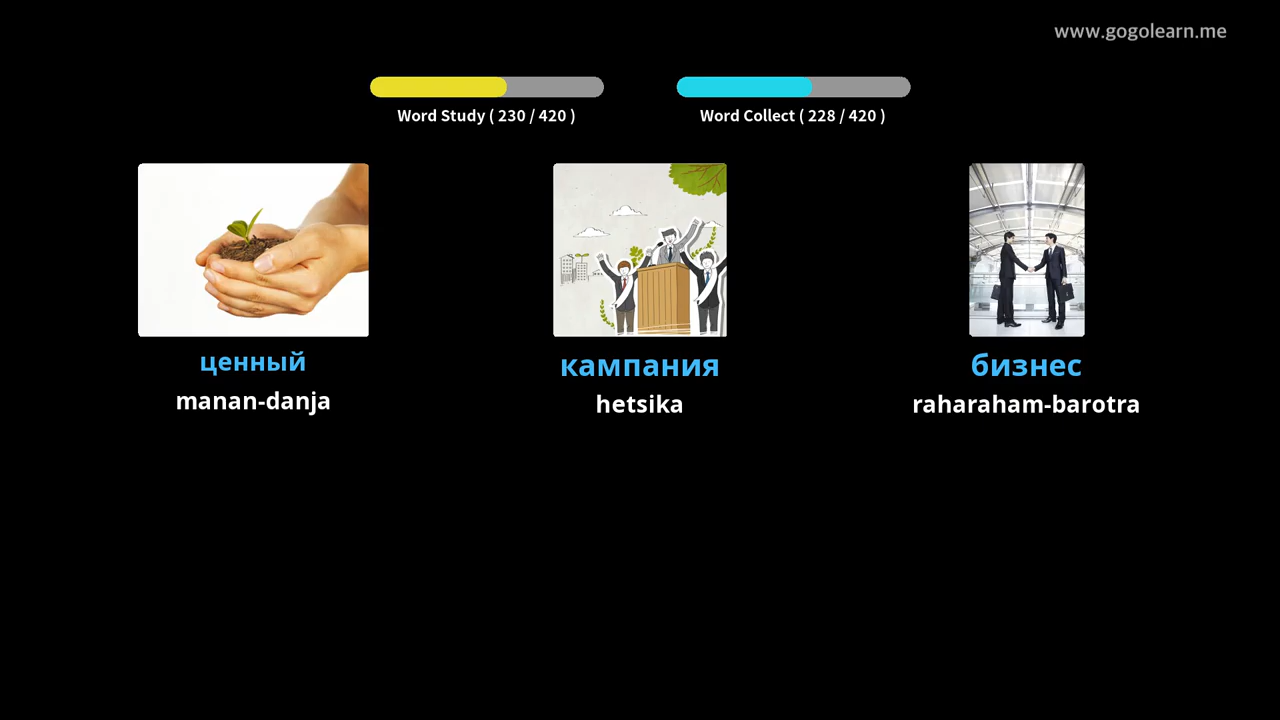 www.gogolearn.me
Word Study ( 230 / 420 )
Word Collect ( 228 / 420 )
ценный
manan-danja
кампания
hetsika
бизнес
raharaham-barotra